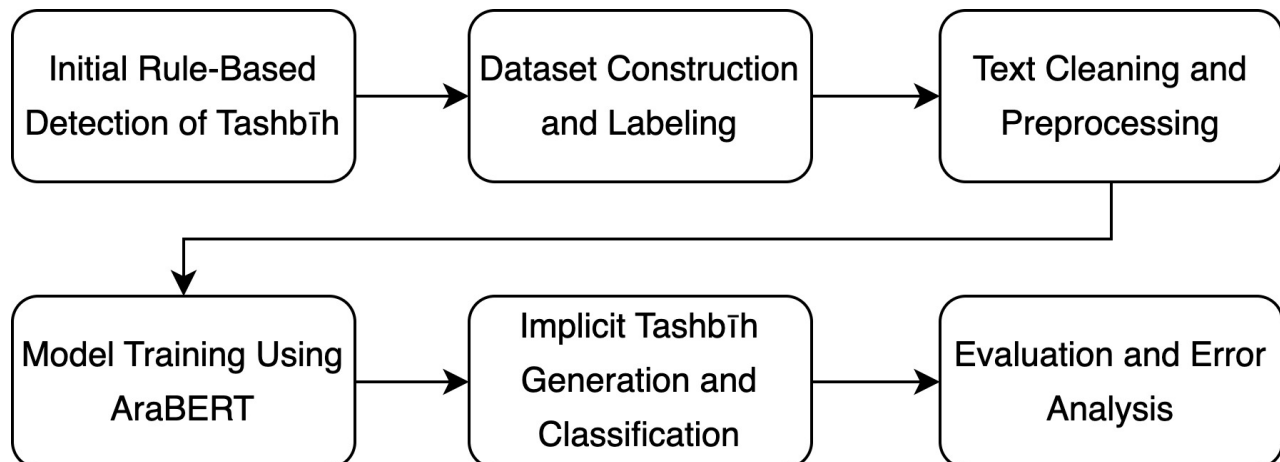 Initial Rule-Based
Detection of Tashbīh
Dataset Construction
and Labeling
Text Cleaning and
Preprocessing
Model Training Using
AraBERT
Implicit Tashbīh
Generation and
Classification
Evaluation and Error
Analysis